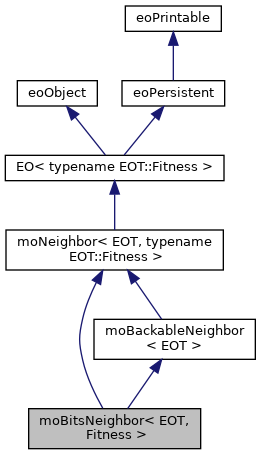 eoPrintable
eoObject
eoPersistent
EO< typename EOT::Fitness >
moNeighbor< EOT, typename
EOT::Fitness >
moBackableNeighbor
< EOT >
moBitsNeighbor< EOT,
Fitness >